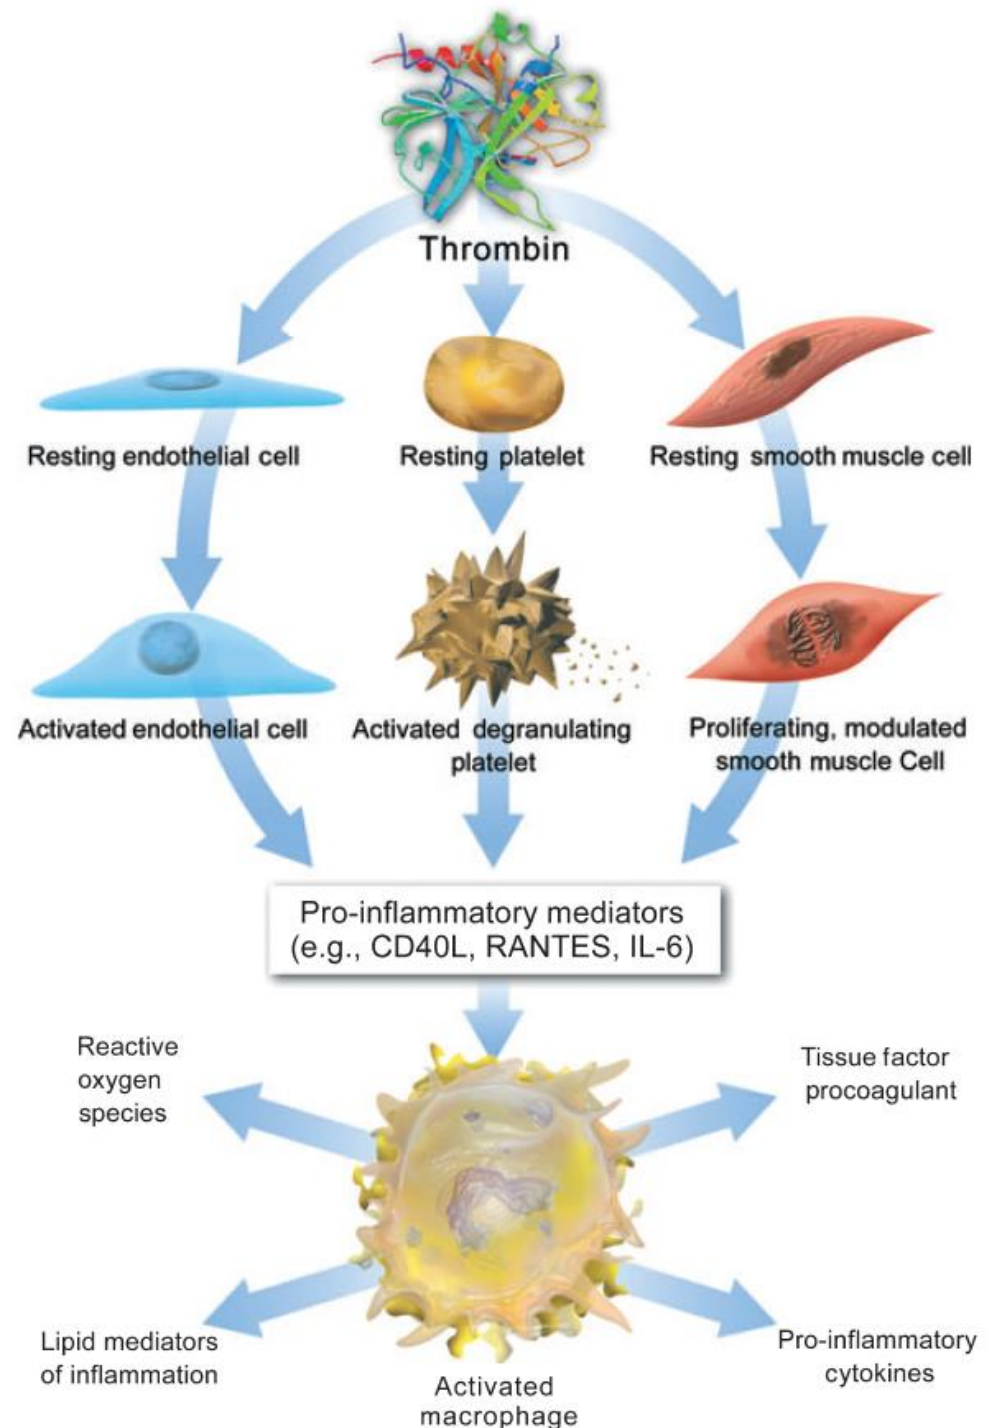 Thrombin
Resting endothelial cell
Resting platelet
Resting smooth muscle cell
Activated endothelial cell
Activated degranulating
platelet
Proliferating, modulated
smooth muscle Cell
Pro-inflammatory mediators
(e.g., CD40L, RANTES, IL-6)
Reactive
oxygen
species
Tissue factor
procoagulant
Lipid mediators
of inflammation
Pro-inflammatory
cytokines
Activated
macrophage